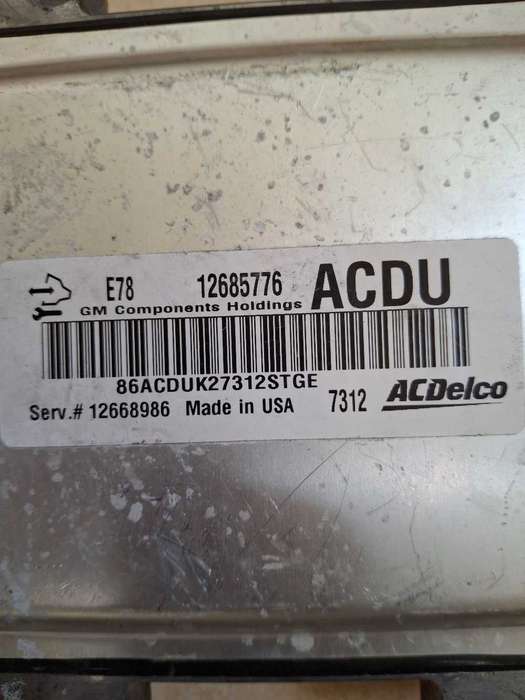 E78 12685776 ACDU
GM Components Holdings
86ACDUK27312STGE
Serv.# 12668986 Made in USA 7312 ACDelco